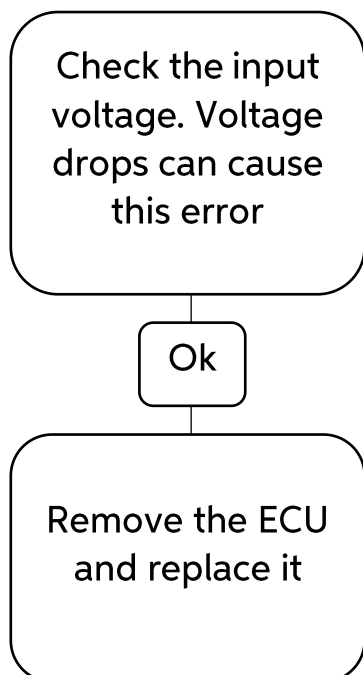 Check the input
voltage. Voltage
drops can cause
this error
Ok
Remove the ECU
and replace it